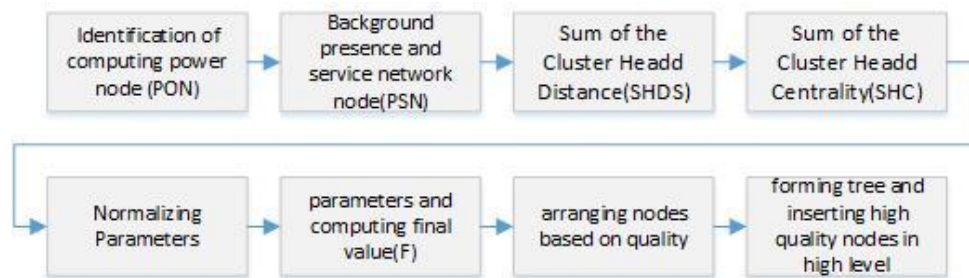 Identification of
computing power
node (PON)
Background
presence and
service network
node(PSN)
Sum of the
Cluster Headd
Distance(SHDS)
Sum of the
Cluster Headd
Centrality(SHC)
Normalizing
Parameters
parameters and
computing final
value(F)
arranging nodes
based on quality
forming tree and
inserting high
quality nodes in
high level